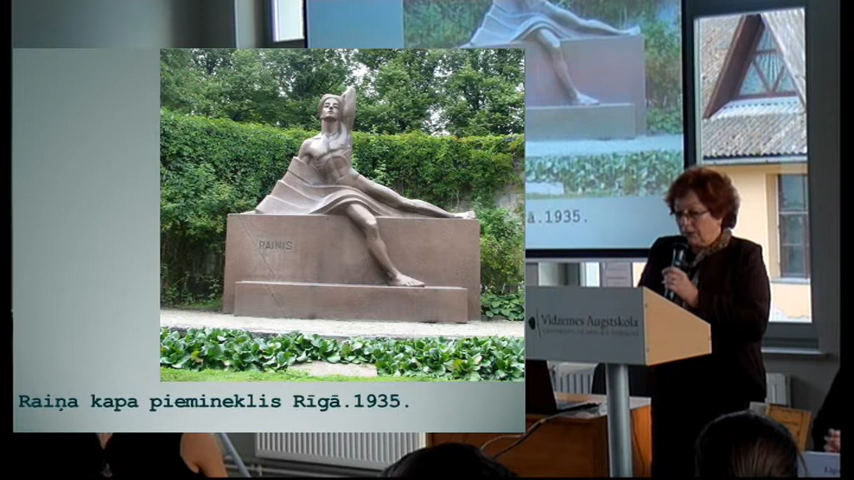 RAINIS
Raiņa kapa piemineklis Rīgā.1935.
ā.1935.
Vidzemes Augstskola